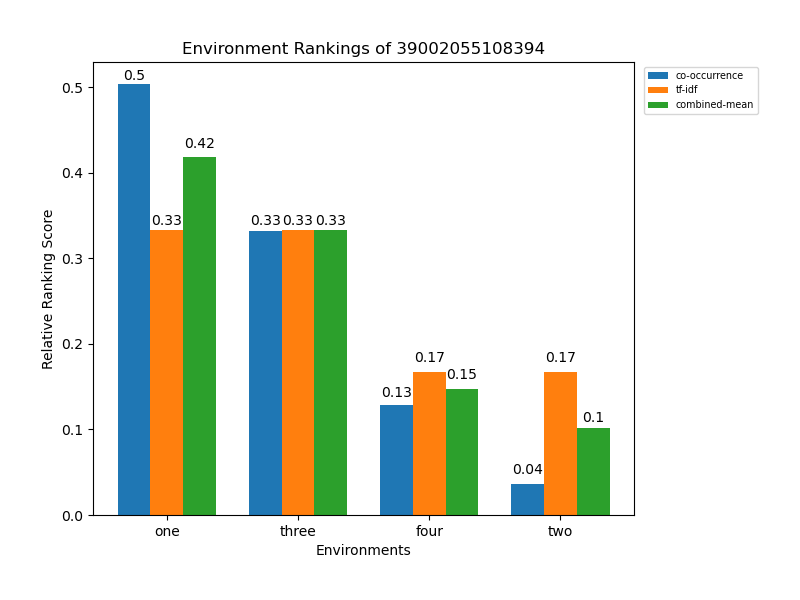 Environment Rankings of 39002055108394
co-occurrence
tf-idf
combined-mean
Relative Ranking Score
0.5
0.4
0.3
0.2
0.1
0.0
0.5
0.33
0.42
0.33
0.33
0.33
0.13
0.17
0.15
0.04
0.17
0.1
one
three
four
two
Environments